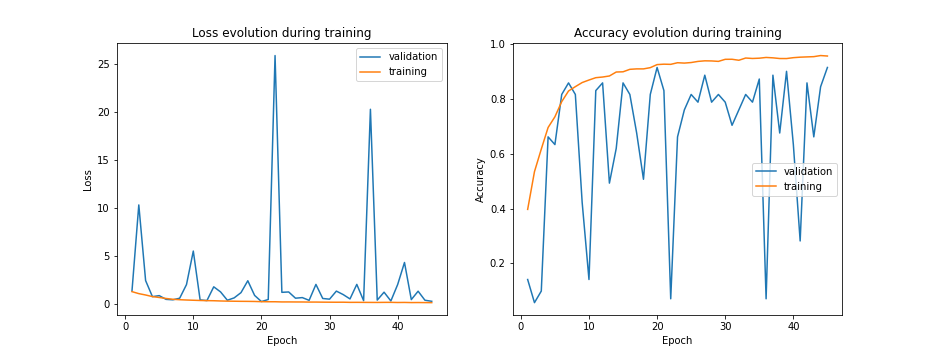 Loss evolution during training
validation
training
25
20
15
10
5
0
Loss
0
10
20
30
40
Epoch
Accuracy evolution during training
1.0
0.8
0.6
0.4
0.2
Accuracy
validation
training
0
10
20
30
40
Epoch